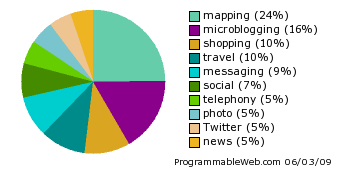 mapping (24%)
microblogging (16%)
shopping (10%)
travel (10%)
messaging (9%)
social (7%)
telephony (5%)
photo (5%)
Twitter (5%)
news (5%)
ProgrammableWeb.com 06/03/09